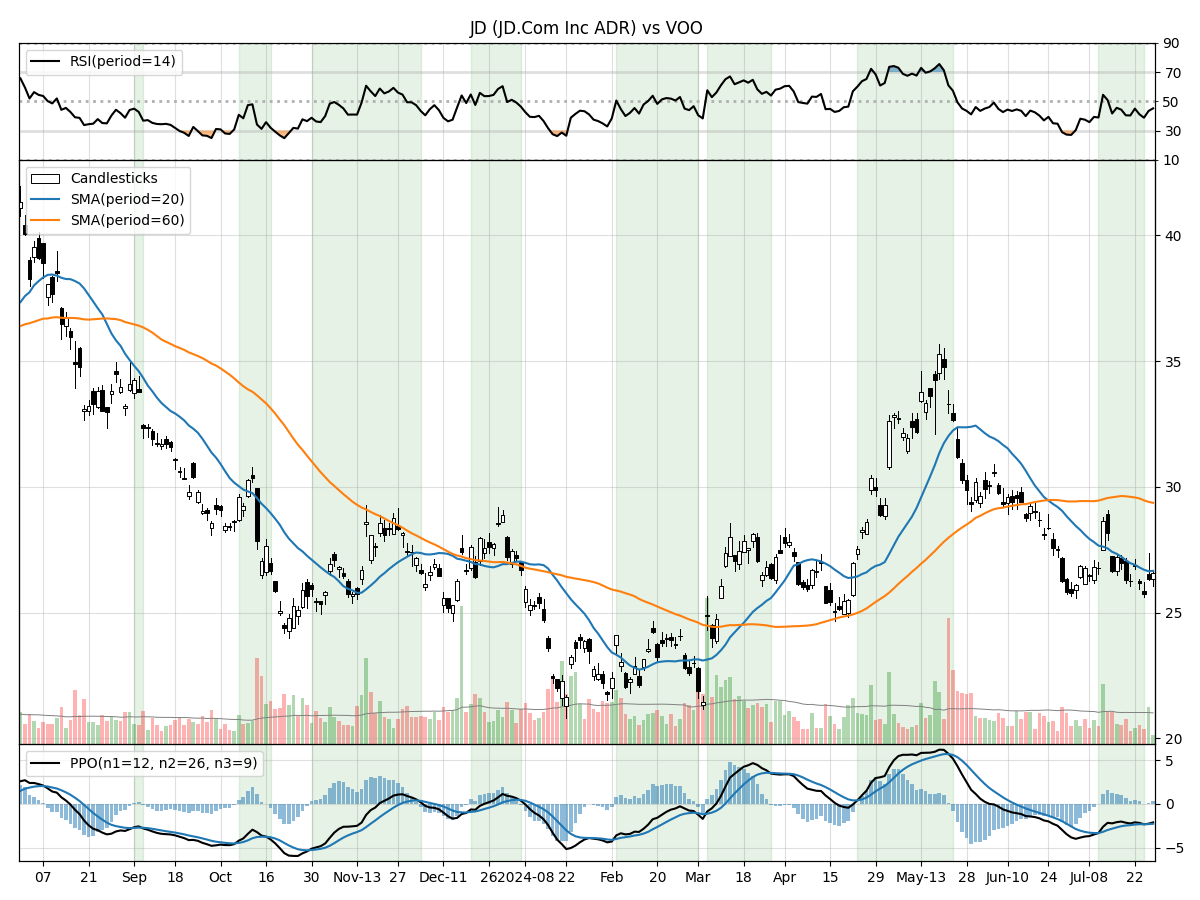 JD (JD.Com Inc ADR) vs VOO
RSI(period=14)
90
70
50
30
10
Candlesticks
SMA(period=20)
SMA(period=60)
40
35
30
25
20
PPO(n1=12, n2=26, n3=9)
5
0
−5
07 21 Sep 18 Oct 16 30 Nov-13 27 Dec-11 26 2024-08 22 Feb 20 Mar 18 Apr 15 29 May-13 28 Jun-10 24 Jul-08 22